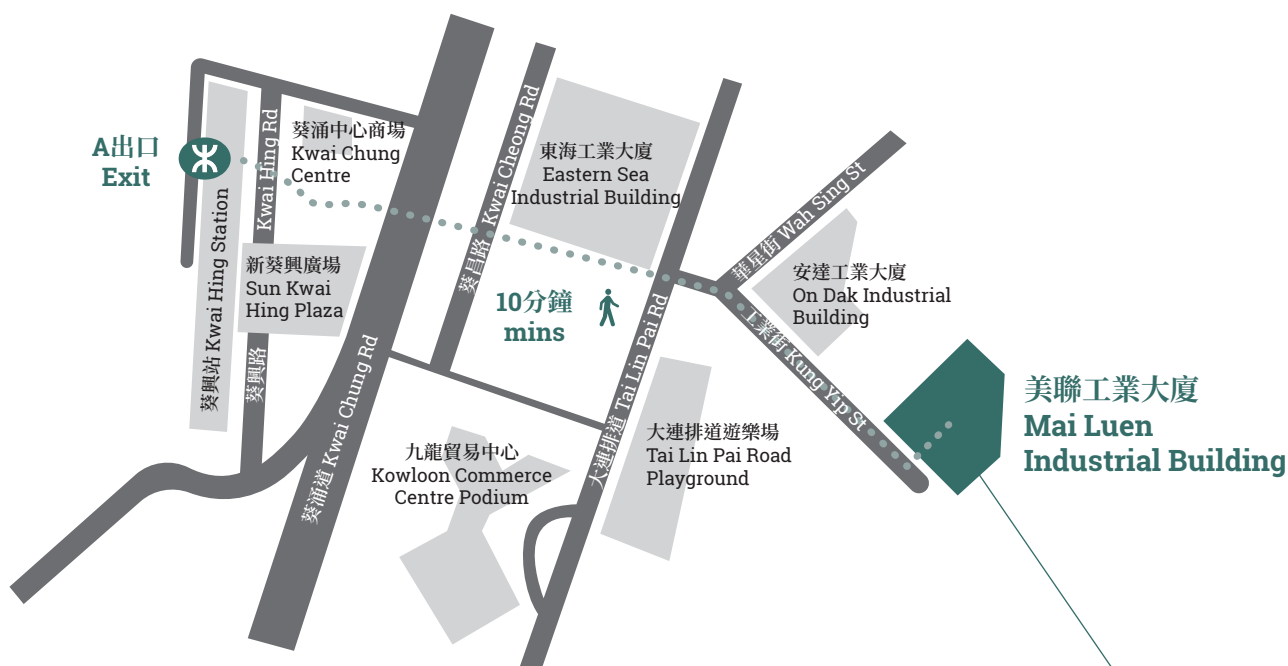 A出口
Exit
葵興站 Kwai Hing Station
Kwai Hing Rd
葵興路
葵涌中心商場
Kwai Chung
Centre
新葵興廣場
Sun Kwai
Hing Plaza
葵涌道 Kwai Chung Rd
葵昌路 Kwai Cheong Rd
東海工業大廈
Eastern Sea
Industrial Building
10分鐘
mins
九龍貿易中心
Kowloon Commerce
Centre Podium
大連排道 Tai Lin Pai Rd
大連排道遊樂場
Tai Lin Pai Road
Playground
華星街 Wah Sing St
安達工業大廈
On Dak Industrial
Building
工業街 Kung Yip St
美聯工業大廈
Mai Luen
Industrial Building